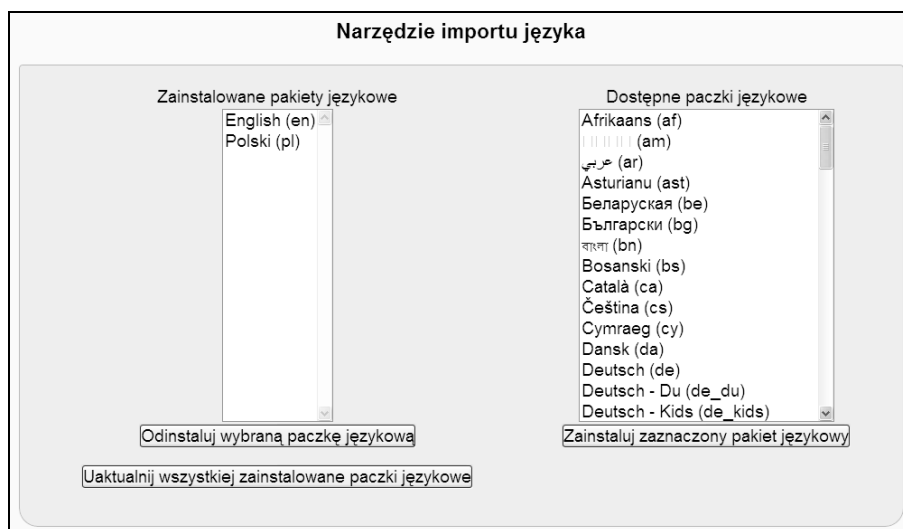 Narzędzie importu języka
Zainstalowane pakiety językowe
English (en)
Polski (pl)
Odinstaluj wybraną paczkę językową
Uaktualnij wszystkiej zainstalowane paczki językowe
Dostępne paczki językowe
Afrikaans (af)
(am)
عربي (ar)
Asturianu (ast)
Беларуская (be)
Български (bg)
বাংলা (bn)
Bosanski (bs)
Català (ca)
Čeština (cs)
Cymraeg (cy)
Dansk (da)
Deutsch (de)
Deutsch - Du (de_du)
Deutsch - Kids (de_kids)
Zainstaluj zaznaczony pakiet językowy